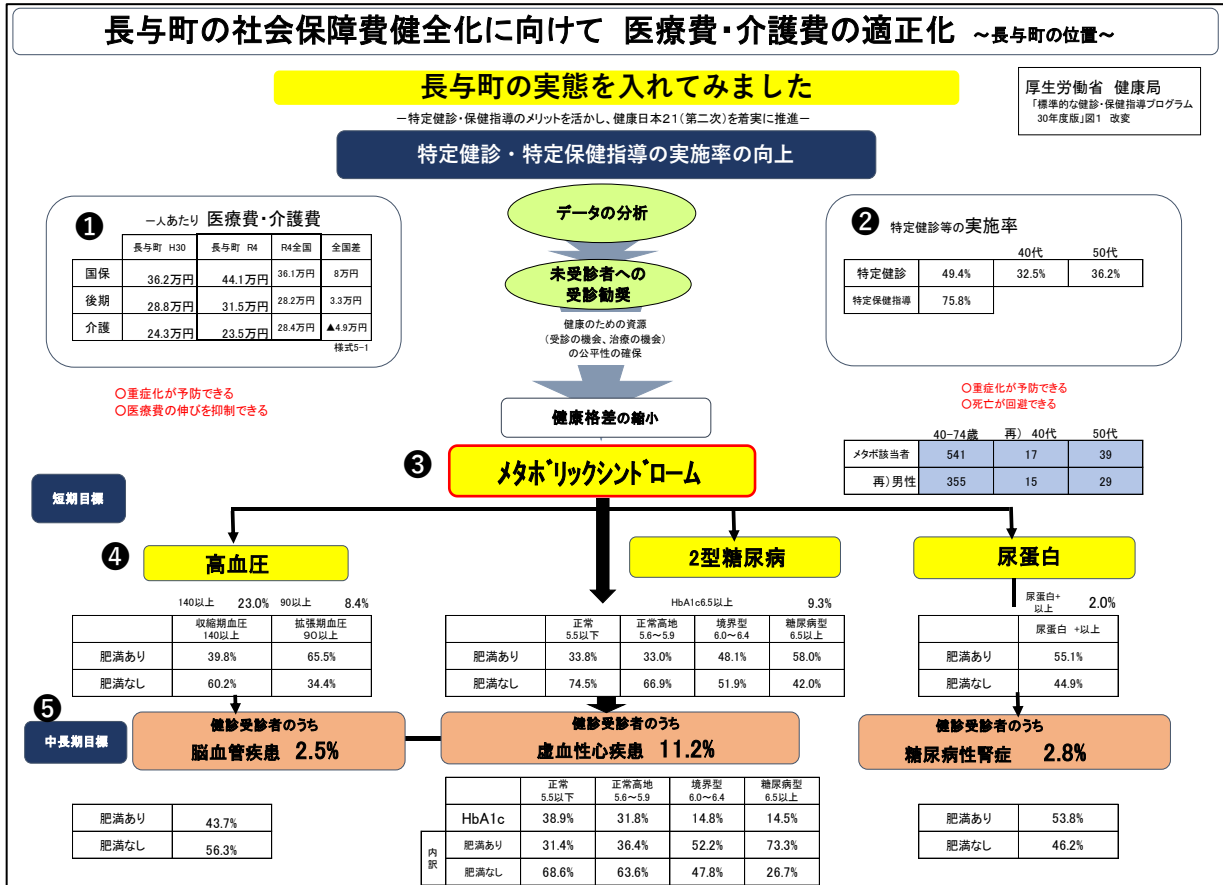 長与町の社会保障費健全化に向けて 医療費・介護費の適正化 ～長与町の位置～
長与町の実態を入れてみました
－特定健診・保健指導のメリットを活かし、健康日本２１(第二次)を着実に推進－
厚生労働省 健康局
「標準的な健診・保健指導プログラム
30年度版」図1 改変
特定健診・特定保健指導の実施率の向上
❶ 一人あたり 医療費・介護費
長与町 H30 長与町 R4 R4全国 全国差
国保 36.2万円 44.1万円 36.1万円 8万円
後期 28.8万円 31.5万円 28.2万円 3.3万円
介護 24.3万円 23.5万円 28.4万円 ▲4.9万円
様式5-1
○重症化が予防できる
○医療費の伸びを抑制できる
データの分析
未受診者への
受診勧奨
健康のための資源
(受診の機会、治療の機会)
の公平性の確保
健康格差の縮小
❷ 特定健診等の実施率
40代 50代
特定健診 49.4% 32.5% 36.2%
特定保健指導 75.8%
○重症化が予防できる
○死亡が回避できる
40-74歳 再） 40代 50代
メタボ該当者 541 17 39
再)男性 355 15 29
❸ メタボリックシンドローム
短期目標
❹ 高血圧
140以上 23.0% 90以上 8.4%
収縮期血圧 140以上 拡張期血圧 90以上
肥満あり 39.8% 65.5%
肥満なし 60.2% 34.4%
2型糖尿病
HbA1c6.5以上 9.3%
正常 5.5以下 正常高地 5.6～5.9 境界型 6.0～6.4 糖尿病型 6.5以上
肥満あり 33.8% 33.0% 48.1% 58.0%
肥満なし 74.5% 66.9% 51.9% 42.0%
尿蛋白
尿蛋白+
以上 2.0%
尿蛋白 +以上
肥満あり 55.1%
肥満なし 44.9%
❺
中長期目標
健診受診者のうち
脳血管疾患 2.5%
肥満あり 43.7%
肥満なし 56.3%
健診受診者のうち
虚血性心疾患 11.2%
正常 5.5以下 正常高地 5.6～5.9 境界型 6.0～6.4 糖尿病型 6.5以上
HbA1c 38.9% 31.8% 14.8% 14.5%
内訳
肥満あり 31.4% 36.4% 52.2% 73.3%
肥満なし 68.6% 63.6% 47.8% 26.7%
健診受診者のうち
糖尿病性腎症 2.8%
肥満あり 53.8%
肥満なし 46.2%